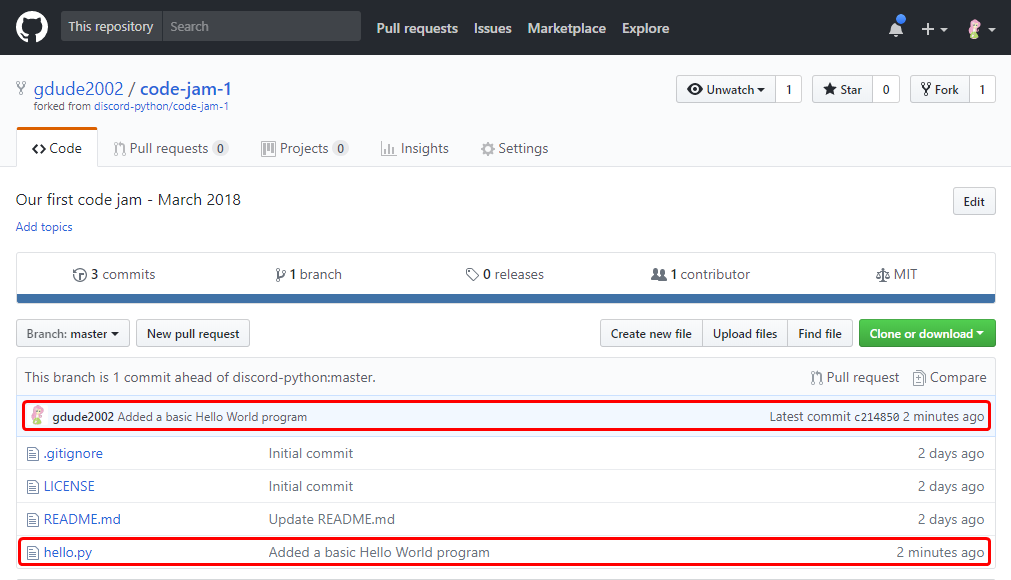 This repository Search Pull requests Issues Marketplace Explore
gdude2002 / code-jam-1 Unwatch 1 Star 0 Fork 1
forked from discord-python/code-jam-1
Code Pull requests 0 Projects 0 Insights Settings
Our first code jam - March 2018 Edit
Add topics
3 commits 1 branch 0 releases 1 contributor MIT
Branch: master New pull request Create new file Upload files Find file Clone or download
This branch is 1 commit ahead of discord-python:master. Pull request Compare
gdude2002 Added a basic Hello World program Latest commit c214850 2 minutes ago
.gitignore Initial commit 2 days ago
LICENSE Initial commit 2 days ago
README.md Update README.md 2 days ago
hello.py Added a basic Hello World program 2 minutes ago